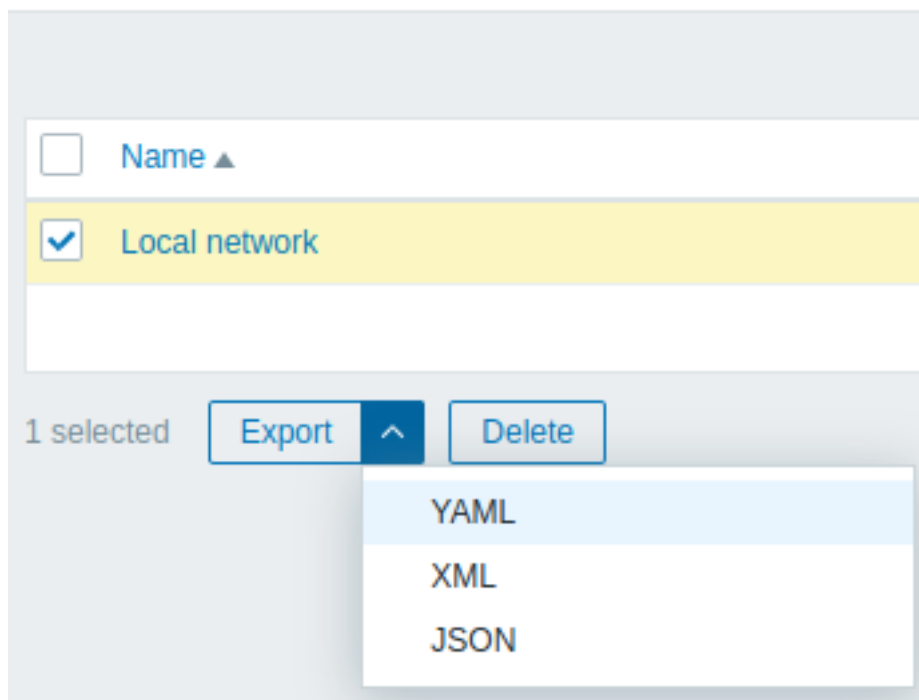 Name
Local network
1 selected Export Delete
YAML
XML
JSON